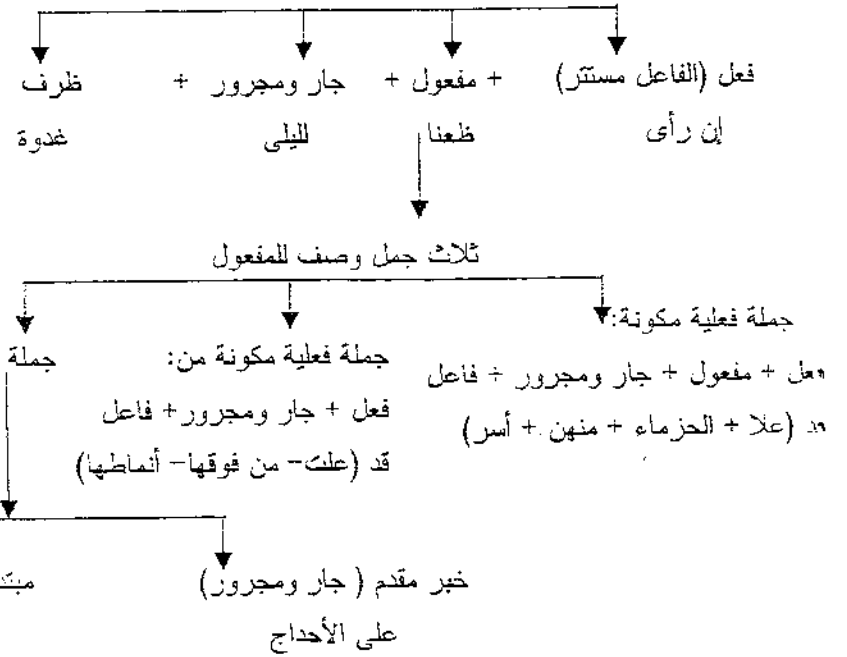 فعل (الفاعل مستتر) + مفعول + جار ومجرور + ظرف
إن رأى ظعنا لليلى غدوة
ثلاث جمل وصف للمفعول
جملة فعلية مكونة:
فعل + مفعول + جار ومجرور + فاعل
(علا + الحزماء + منهن + أسر)
جملة فعلية مكونة من:
فعل + جار ومجرور+ فاعل
قد (علت- من فوقها- أنماطها)
جملة
خبر مقدم ( جار ومجرور)
على الأحداج